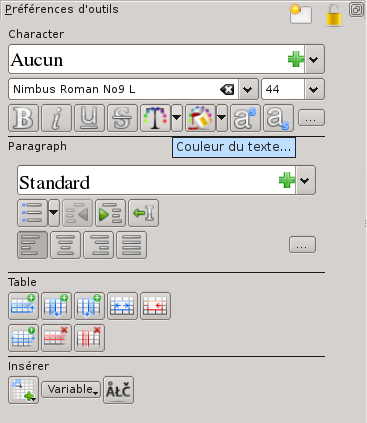 Préférences d'outils
Character
Aucun
Nimbus Roman No9 L
44
B i U S a a
...
Couleur du texte...
Paragraph
Standard
...
Table
Insérer
Variable
ÅŁČ